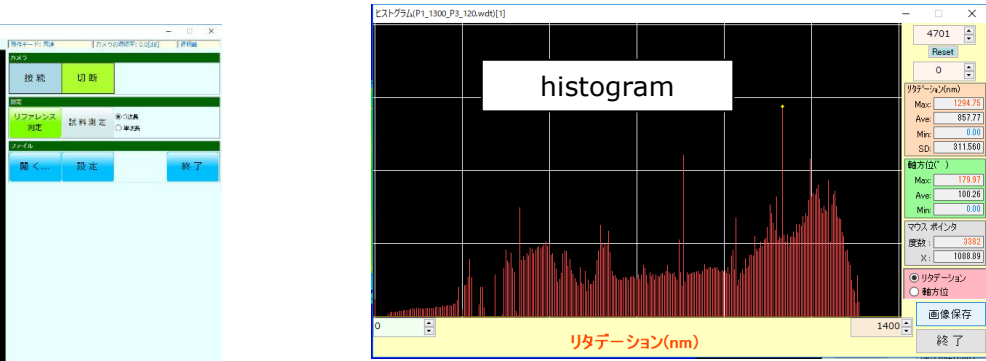 カメラ
接 続
切 断
測定
リファレンス
測定
試 料 測 定
3波長
単波長
ファイル
開 く...
設 定
終 了
ヒストグラム(P1_1300_P3_120.wdt)[1]
histogram
4701
Reset
0
リタデーション(nm)
Max: 1294.75
Ave: 857.77
Min: 0.00
SD: 311.560
軸方位(°)
Max: 179.97
Ave: 100.26
Min: 0.00
マウス ポインタ
度数: 3382
X: 1088.89
リタデーション
軸方位
画像保存
終 了
0
リタデーション(nm)
1400